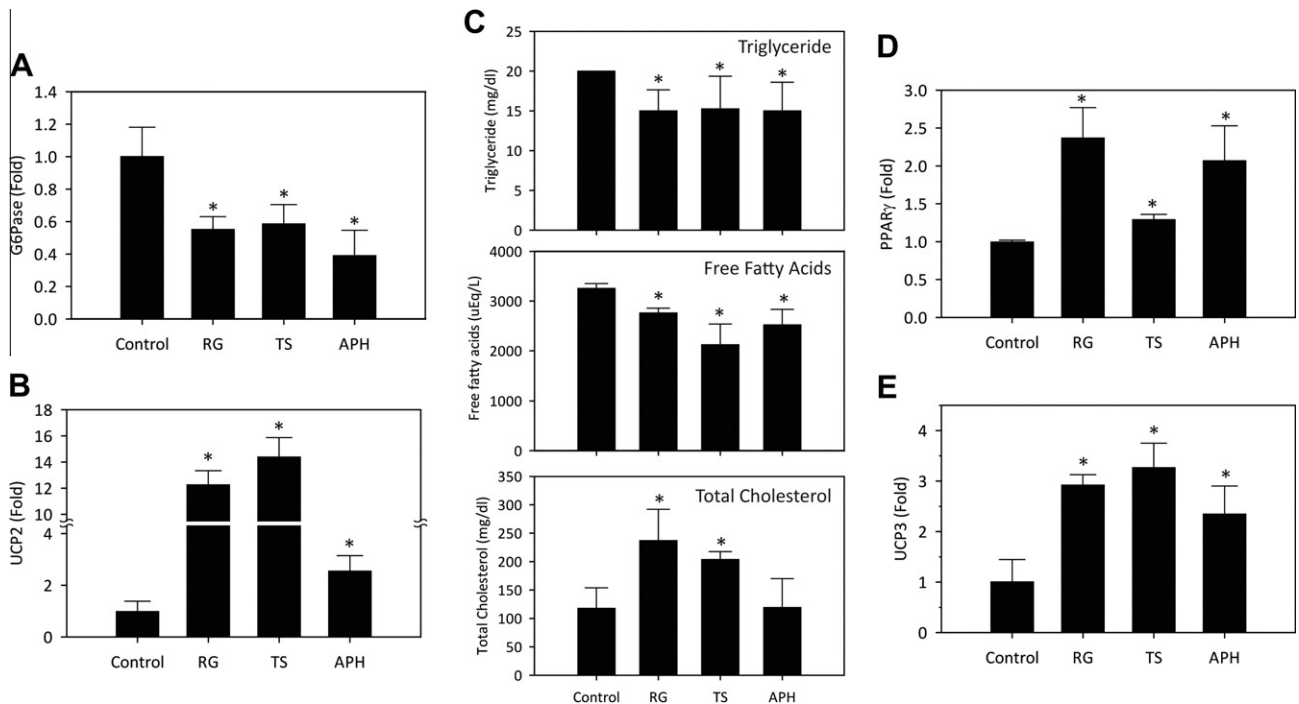 A
G6Pase (Fold)
1.4
1.2
1.0
0.8
0.6
0.4
0.2
0.0
* * *
Control RG TS APH
B
UCP2 (Fold)
18
16
14
12
10
4
2
0
* * *
Control RG TS APH
C
Triglyceride
Triglyceride (mg/dl)
25
20
15
10
5
0
* * *
Free Fatty Acids
Free fatty acids (uEq/L)
4000
3000
2000
1000
0
* * *
Total Cholesterol
Total Cholesterol (mg/dl)
350
300
250
200
150
100
50
0
* *
Control RG TS APH
D
PPARγ (Fold)
3.0
2.5
2.0
1.5
1.0
0.5
0.0
* * *
Control RG TS APH
E
UCP3 (Fold)
4
3
2
1
0
* * *
Control RG TS APH